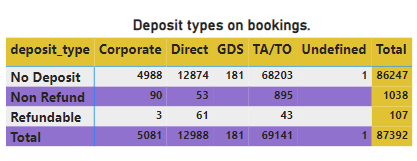 Deposit types on bookings.
deposit_type Corporate Direct GDS TA/TO Undefined Total
No Deposit 4988 12874 181 68203 1 86247
Non Refund 90 53 895 1038
Refundable 3 61 43 107
Total 5081 12988 181 69141 1 87392